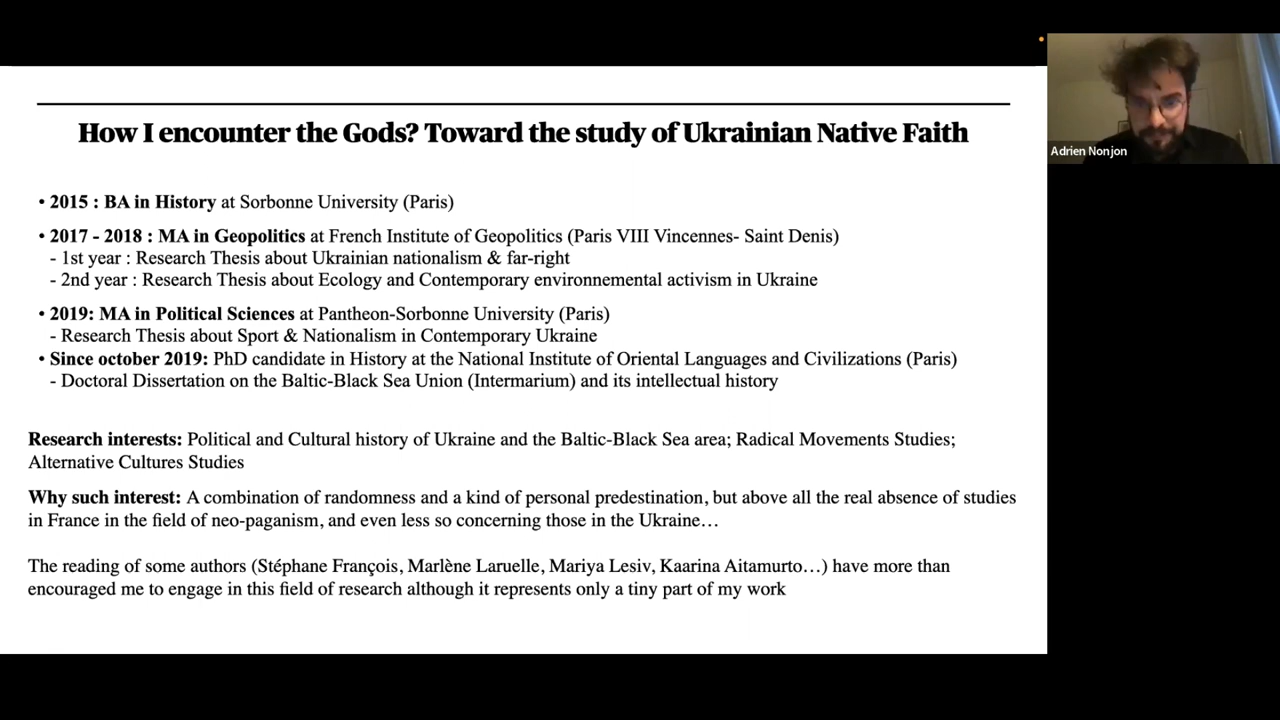 How I encounter the Gods? Toward the study of Ukrainian Native Faith
• 2015 : BA in History at Sorbonne University (Paris)
• 2017 - 2018 : MA in Geopolitics at French Institute of Geopolitics (Paris VIII Vincennes- Saint Denis)
- 1st year : Research Thesis about Ukrainian nationalism & far-right
- 2nd year : Research Thesis about Ecology and Contemporary environnemental activism in Ukraine
• 2019: MA in Political Sciences at Pantheon-Sorbonne University (Paris)
- Research Thesis about Sport & Nationalism in Contemporary Ukraine
• Since october 2019: PhD candidate in History at the National Institute of Oriental Languages and Civilizations (Paris)
- Doctoral Dissertation on the Baltic-Black Sea Union (Intermarium) and its intellectual history
Research interests: Political and Cultural history of Ukraine and the Baltic-Black Sea area; Radical Movements Studies;
Alternative Cultures Studies
Why such interest: A combination of randomness and a kind of personal predestination, but above all the real absence of studies
in France in the field of neo-paganism, and even less so concerning those in the Ukraine…
The reading of some authors (Stéphane François, Marlène Laruelle, Mariya Lesiv, Kaarina Aitamurto…) have more than
encouraged me to engage in this field of research although it represents only a tiny part of my work
Adrien Nonjon